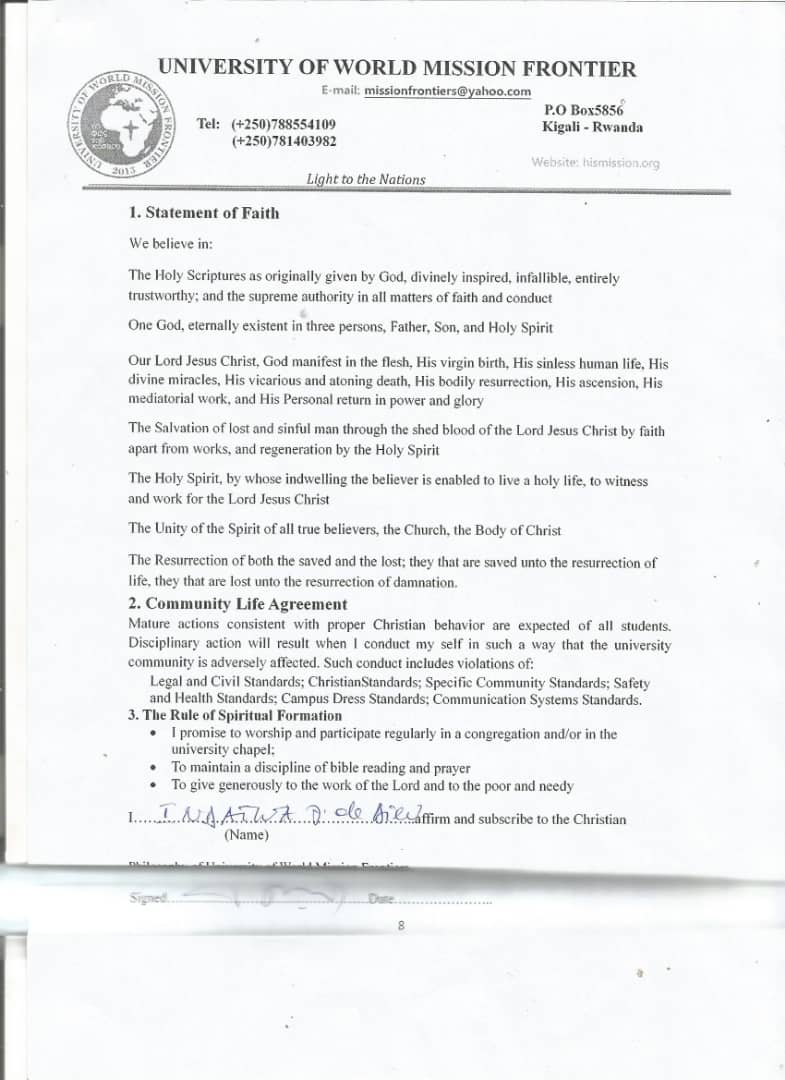 UNIVERSITY OF WORLD MISSION FRONTIER
E-mail: missionfrontiers@yahoo.com
P.O Box5856
Tel: (+250)788554109
Kigali - Rwanda
(+250)781403982
Website: hismission.org
UNIVERSITY OF WORLD MISSION FRONTIER
2013
Light to the Nations
1. Statement of Faith
We believe in:
The Holy Scriptures as originally given by God, divinely inspired, infallible, entirely
trustworthy; and the supreme authority in all matters of faith and conduct
One God, eternally existent in three persons, Father, Son, and Holy Spirit
Our Lord Jesus Christ, God manifest in the flesh, His virgin birth, His sinless human life, His
divine miracles, His vicarious and atoning death, His bodily resurrection, His ascension, His
mediatorial work, and His Personal return in power and glory
The Salvation of lost and sinful man through the shed blood of the Lord Jesus Christ by faith
apart from works, and regeneration by the Holy Spirit
The Holy Spirit, by whose indwelling the believer is enabled to live a holy life, to witness
and work for the Lord Jesus Christ
The Unity of the Spirit of all true believers, the Church, the Body of Christ
The Resurrection of both the saved and the lost; they that are saved unto the resurrection of
life, they that are lost unto the resurrection of damnation.
2. Community Life Agreement
Mature actions consistent with proper Christian behavior are expected of all students.
Disciplinary action will result when I conduct my self in such a way that the university
community is adversely affected. Such conduct includes violations of:
Legal and Civil Standards; ChristianStandards; Specific Community Standards; Safety
and Health Standards; Campus Dress Standards; Communication Systems Standards.
3. The Rule of Spiritual Formation
• I promise to worship and participate regularly in a congregation and/or in the
university chapel;
• To maintain a discipline of bible reading and prayer
• To give generously to the work of the Lord and to the poor and needy
I..... de ...affirm and subscribe to the Christian
(Name)
Signed..................Date......................
8